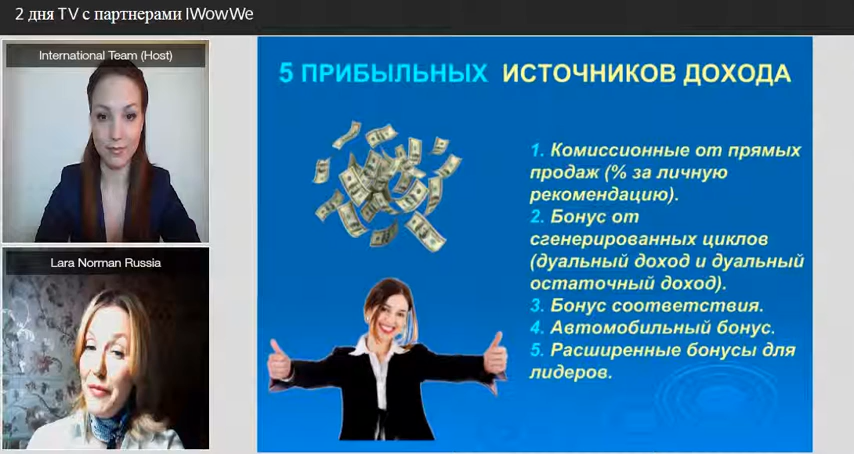 2 дня TV с партнерами IWowWe
International Team (Host)
Lara Norman Russia
5 ПРИБЫЛЬНЫХ ИСТОЧНИКОВ ДОХОДА
1. Комиссионные от прямых
продаж (% за личную
рекомендацию).
2. Бонус от
сгенерированных циклов
(дуальный доход и дуальный
остаточный доход).
3. Бонус соответствия.
4. Автомобильный бонус.
5. Расширенные бонусы для
лидеров.